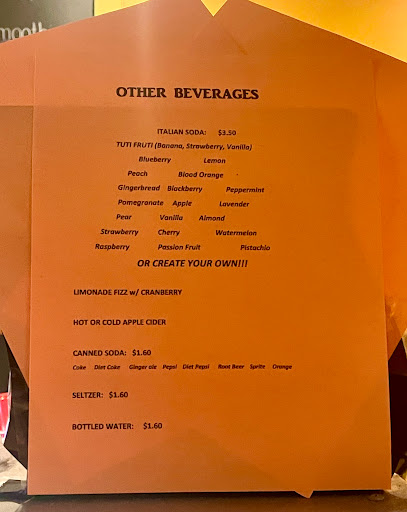 mooth
OTHER BEVERAGES
ITALIAN SODA: $3.50
TUTI FRUTI (Banana, Strawberry, Vanilla)
Blueberry Lemon
Peach Blood Orange
Gingerbread Blackberry Peppermint
Pomegranate Apple Lavender
Pear Vanilla Almond
Strawberry Cherry Watermelon
Raspberry Passion Fruit Pistachio
OR CREATE YOUR OWN!!!
LIMONADE FIZZ w/ CRANBERRY
HOT OR COLD APPLE CIDER
CANNED SODA: $1.60
Coke Diet Coke Ginger ale Pepsi Diet Pepsi Root Beer Sprite Orange
SELTZER: $1.60
BOTTLED WATER: $1.60